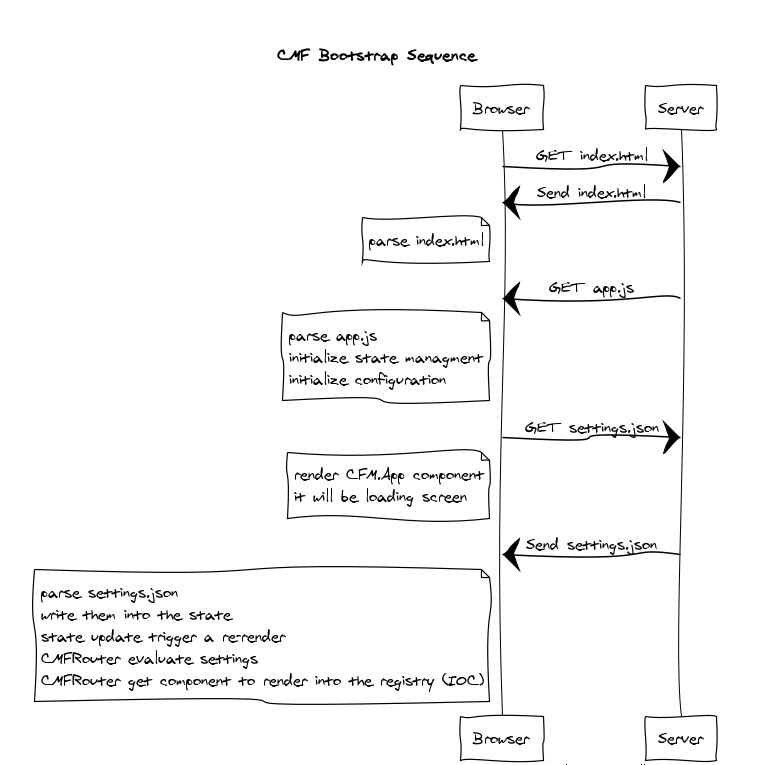 CMF Bootstrap Sequence
Browser
Server
GET index.html
Send index.html
parse index.html
GET app.js
parse app.js
initialize state managment
initialize configuration
GET settings.json
render CFM.App component
it will be loading screen
Send settings.json
parse settings.json
write them into the state
state update trigger a re-render
CMFRouter evaluate settings
CMFRouter get component to render into the registry (IOC)
Browser
Server